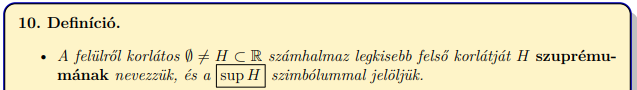 10. Definíció.
• A felülről korlátos ∅ ≠ H ⊂ ℝ számhalmaz legkisebb felső korlátját H szuprému-
mának nevezzük, és a sup H szimbólummal jelöljük.